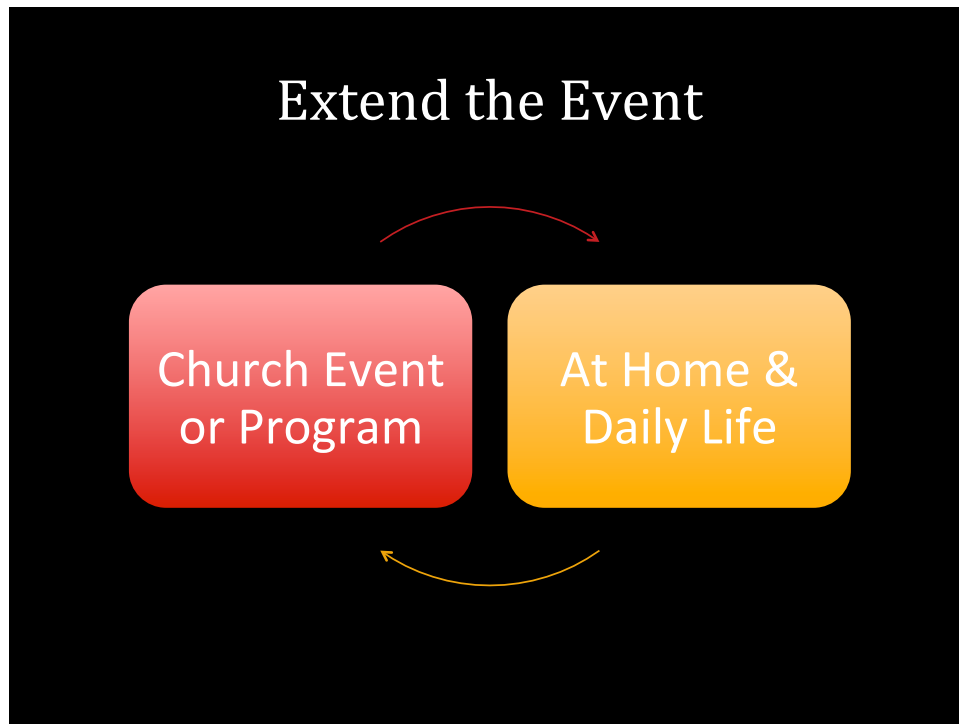 Extend the Event
Church Event
or Program
At Home &
Daily Life